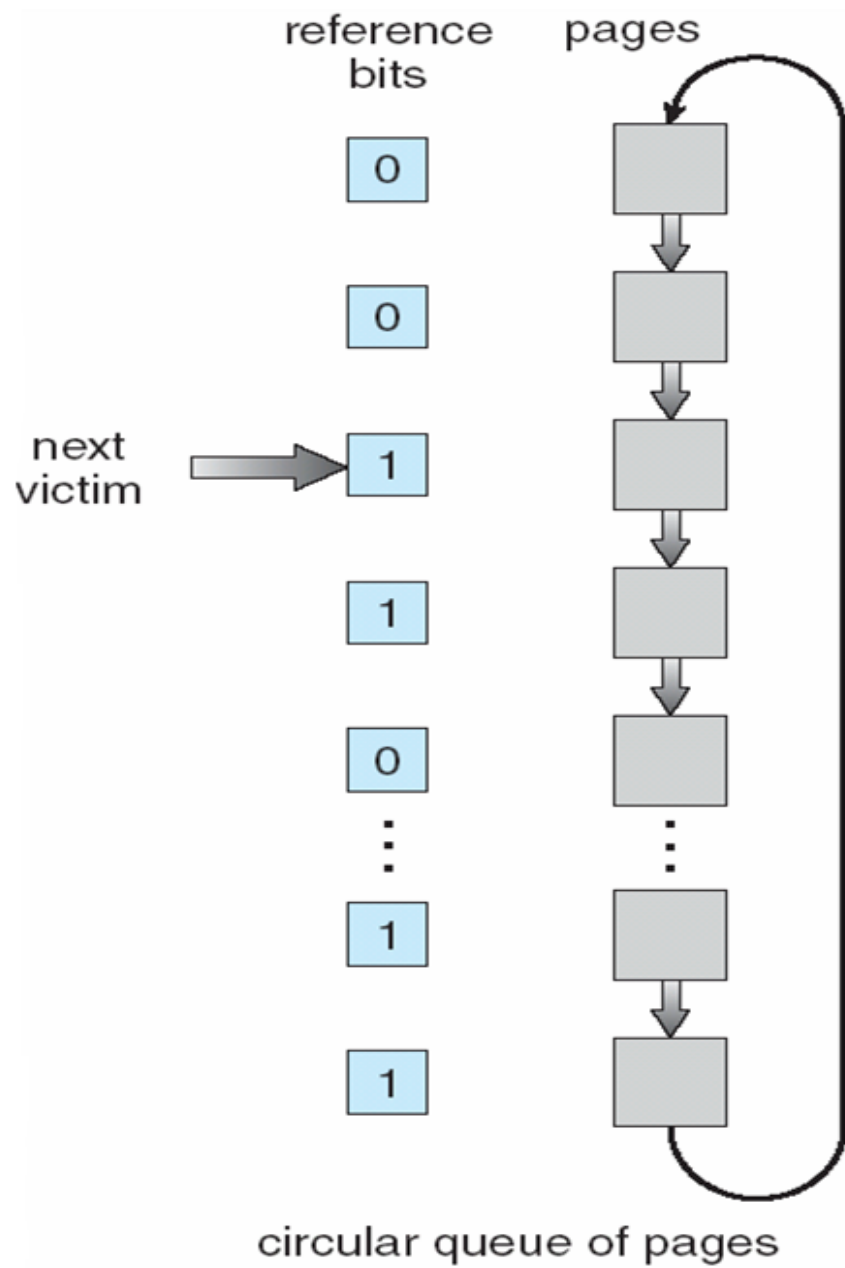 reference
bits
pages
0
0
next
victim
1
1
0
1
1
circular queue of pages